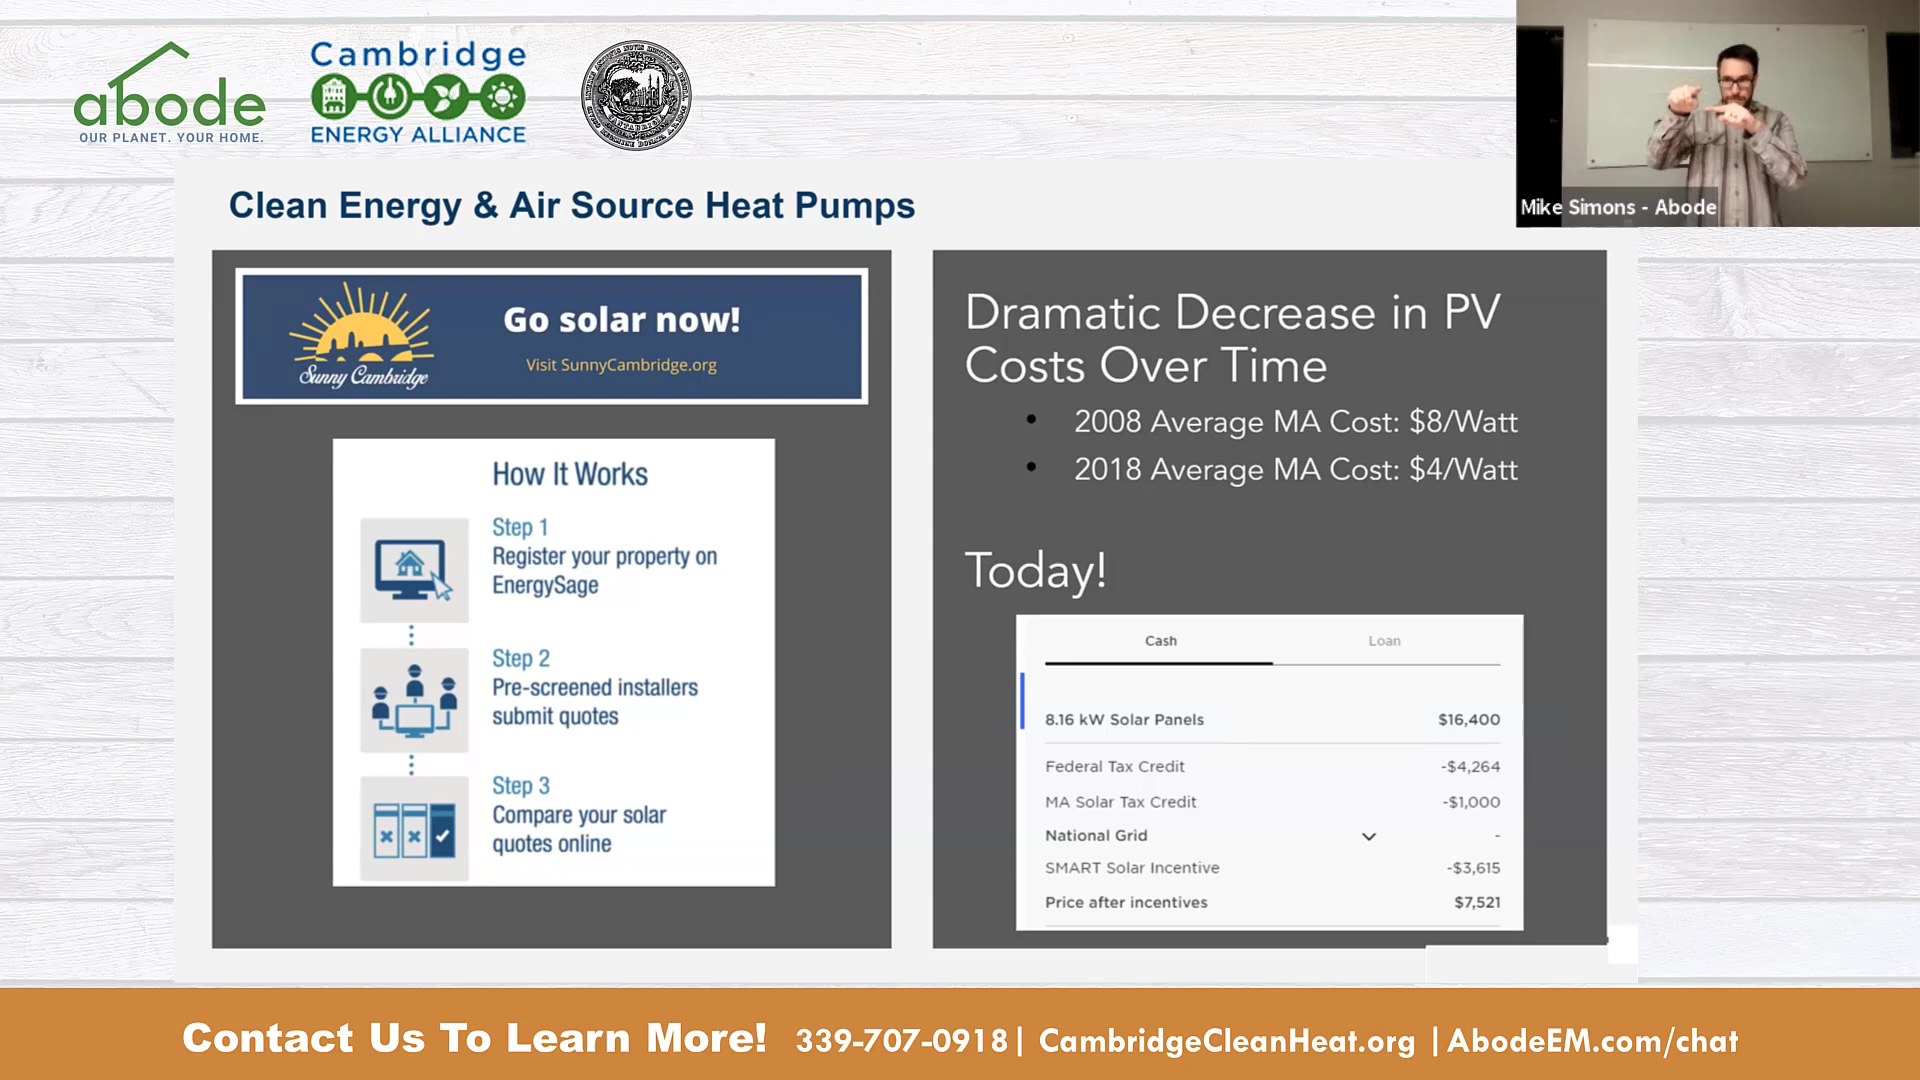 abode
OUR PLANET. YOUR HOME.
Cambridge
ENERGY ALLIANCE
Mike Simons - Abode
Clean Energy & Air Source Heat Pumps
Go solar now!
Visit SunnyCambridge.org
Sunny Cambridge
How It Works
Step 1
Register your property on
EnergySage
Step 2
Pre-screened installers
submit quotes
Step 3
Compare your solar
quotes online
Dramatic Decrease in PV
Costs Over Time
• 2008 Average MA Cost: $8/Watt
• 2018 Average MA Cost: $4/Watt
Today!
Cash Loan
8.16 kW Solar Panels $16,400
Federal Tax Credit -$4,264
MA Solar Tax Credit -$1,000
National Grid -
SMART Solar Incentive -$3,615
Price after incentives $7,521
Contact Us To Learn More! 339-707-0918| CambridgeCleanHeat.org |AbodeEM.com/chat